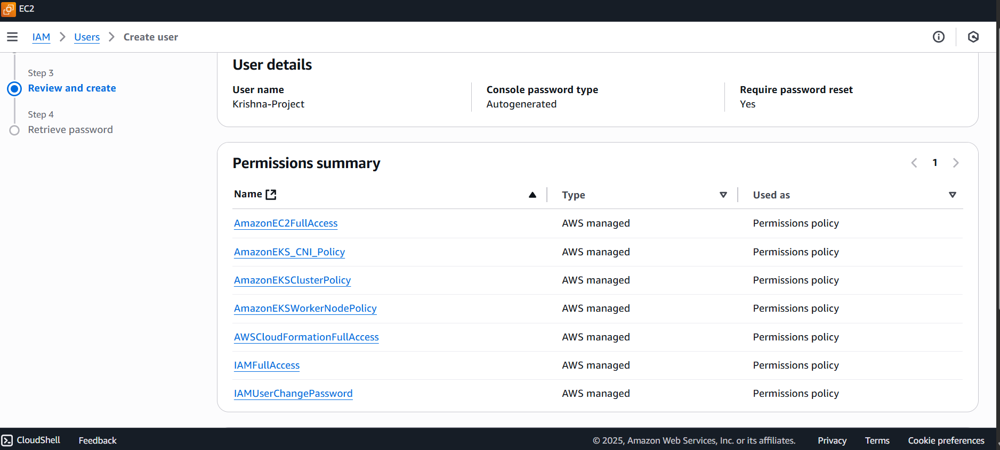 EC2
IAM > Users > Create user
Step 3
Review and create
Step 4
Retrieve password
User details
User name
Krishna-Project
Console password type
Autogenerated
Require password reset
Yes
Permissions summary
1
Name Type Used as
AmazonEC2FullAccess AWS managed Permissions policy
AmazonEKS_CNI_Policy AWS managed Permissions policy
AmazonEKSClusterPolicy AWS managed Permissions policy
AmazonEKSWorkerNodePolicy AWS managed Permissions policy
AWSCloudFormationFullAccess AWS managed Permissions policy
IAMFullAccess AWS managed Permissions policy
IAMUserChangePassword AWS managed Permissions policy
CloudShell Feedback © 2025, Amazon Web Services, Inc. or its affiliates. Privacy Terms Cookie preferences